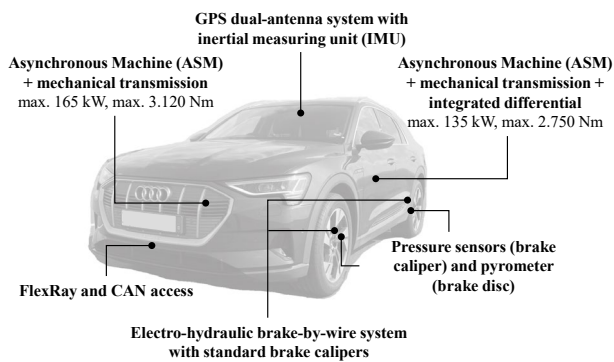 GPS dual-antenna system with
inertial measuring unit (IMU)
Asynchronous Machine (ASM)
+ mechanical transmission
max. 165 kW, max. 3.120 Nm
Asynchronous Machine (ASM)
+ mechanical transmission +
integrated differential
max. 135 kW, max. 2.750 Nm
Pressure sensors (brake
caliper) and pyrometer
(brake disc)
FlexRay and CAN access
Electro-hydraulic brake-by-wire system
with standard brake calipers